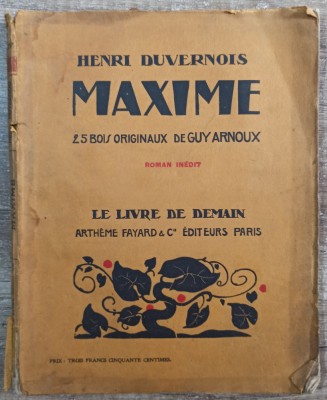 HENRI DUVERNOIS
MAXIME
25 BOIS ORIGINAUX DE GUY ARNOUX
ROMAN INÉDIT
LE LIVRE DE DEMAIN
ARTHÈME FAYARD & Cie ÉDITEURS PARIS
PRIX : TROIS FRANCS CINQUANTE CENTIMES.